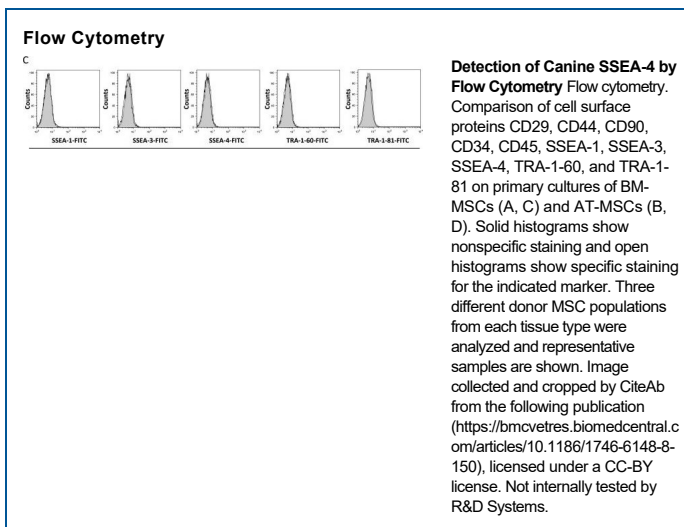 Flow Cytometry
C
Counts
Counts
Counts
Counts
Counts
SSEA-1-FITC
SSEA-3-FITC
SSEA-4-FITC
TRA-1-60-FITC
TRA-1-81-FITC
Detection of Canine SSEA-4 by
Flow Cytometry Flow cytometry.
Comparison of cell surface
proteins CD29, CD44, CD90,
CD34, CD45, SSEA-1, SSEA-3,
SSEA-4, TRA-1-60, and TRA-1-
81 on primary cultures of BM-
MSCs (A, C) and AT-MSCs (B,
D). Solid histograms show
nonspecific staining and open
histograms show specific staining
for the indicated marker. Three
different donor MSC populations
from each tissue type were
analyzed and representative
samples are shown. Image
collected and cropped by CiteAb
from the following publication
(https://bmcvetres.biomedcentral.c
om/articles/10.1186/1746-6148-8-
150), licensed under a CC-BY
license. Not internally tested by
R&D Systems.